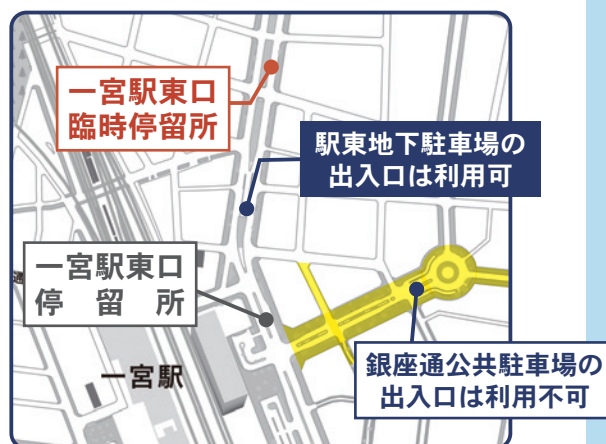 一宮駅東口
臨時停留所
駅東地下駐車場の
出入口は利用可
一宮駅東口
停留所
通
一宮駅
銀座通公共駐車場の
出入口は利用不可